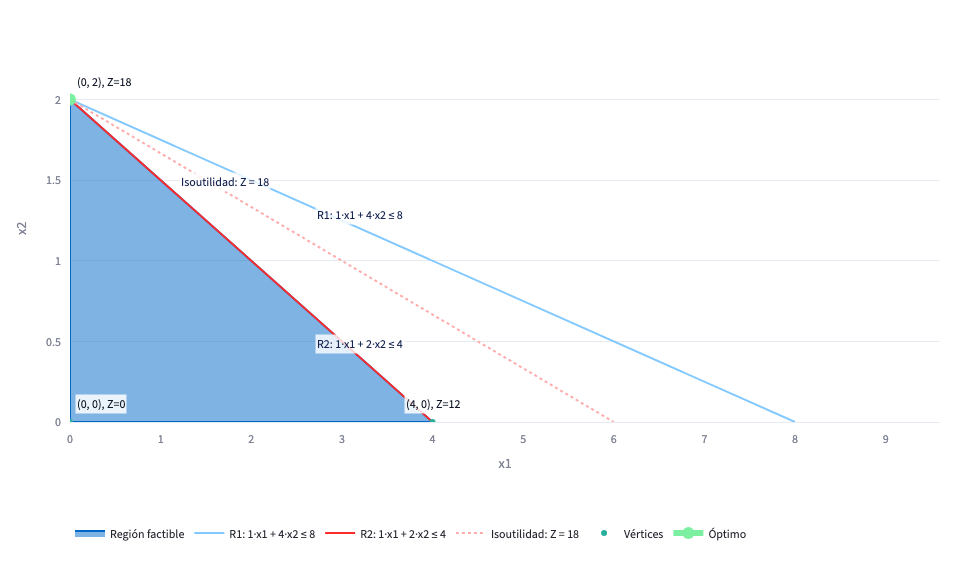 (0, 2), Z=18
2
Isoutilidad: Z = 18
1.5
R1: 1·x1 + 4·x2 ≤ 8
x2
1
R2: 1·x1 + 2·x2 ≤ 4
0.5
(0, 0), Z=0
(4, 0), Z=12
0
0 1 2 3 4 5 6 7 8 9
x1
Región factible R1: 1·x1 + 4·x2 ≤ 8 R2: 1·x1 + 2·x2 ≤ 4 Isoutilidad: Z = 18 Vértices Óptimo